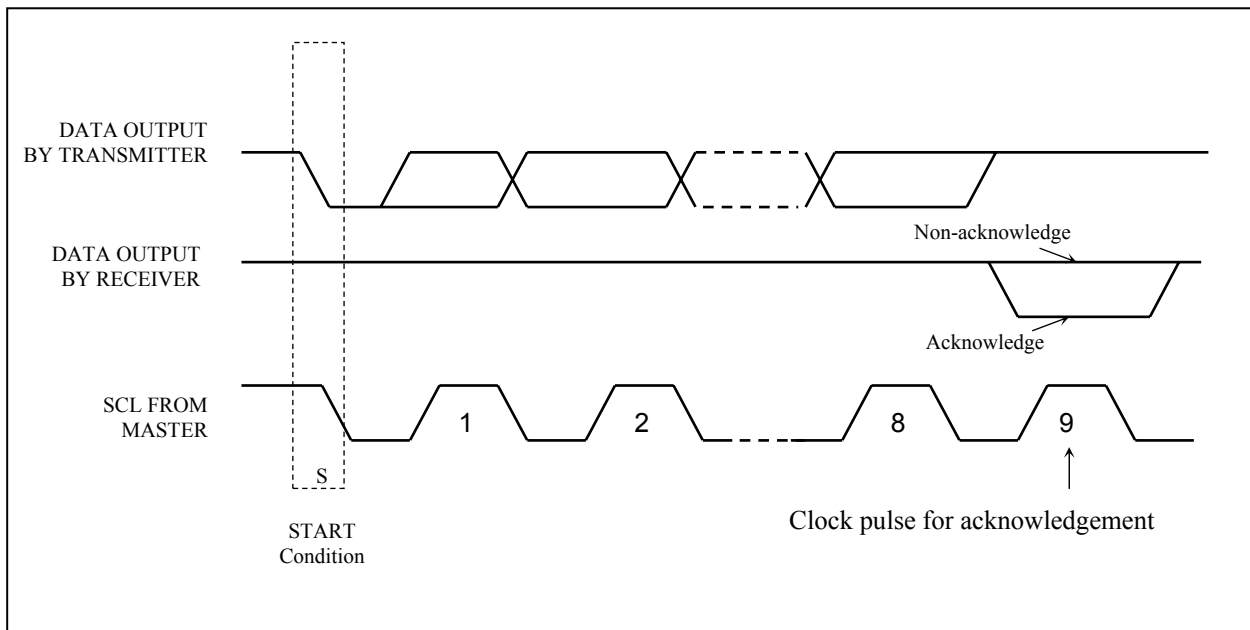 DATA OUTPUT
BY TRANSMITTER
Non-acknowledge
DATA OUTPUT
BY RECEIVER
Acknowledge
SCL FROM
MASTER
1
2
8
9
S
START
Condition
Clock pulse for acknowledgement